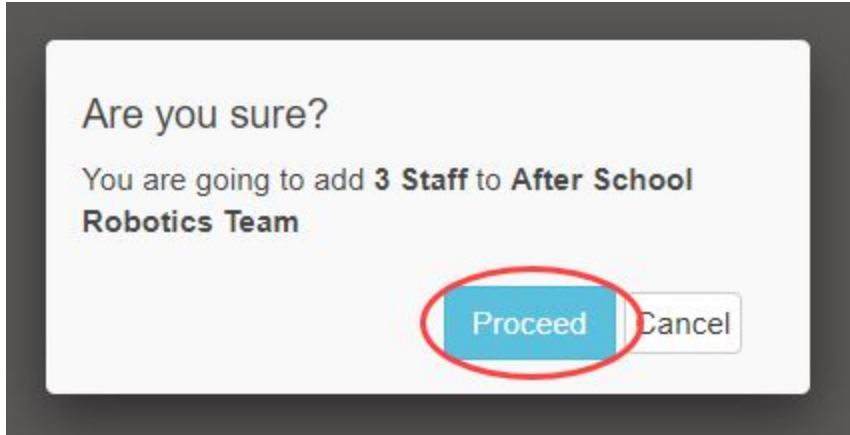 Are you sure?
You are going to add 3 Staff to After School
Robotics Team
Proceed Cancel